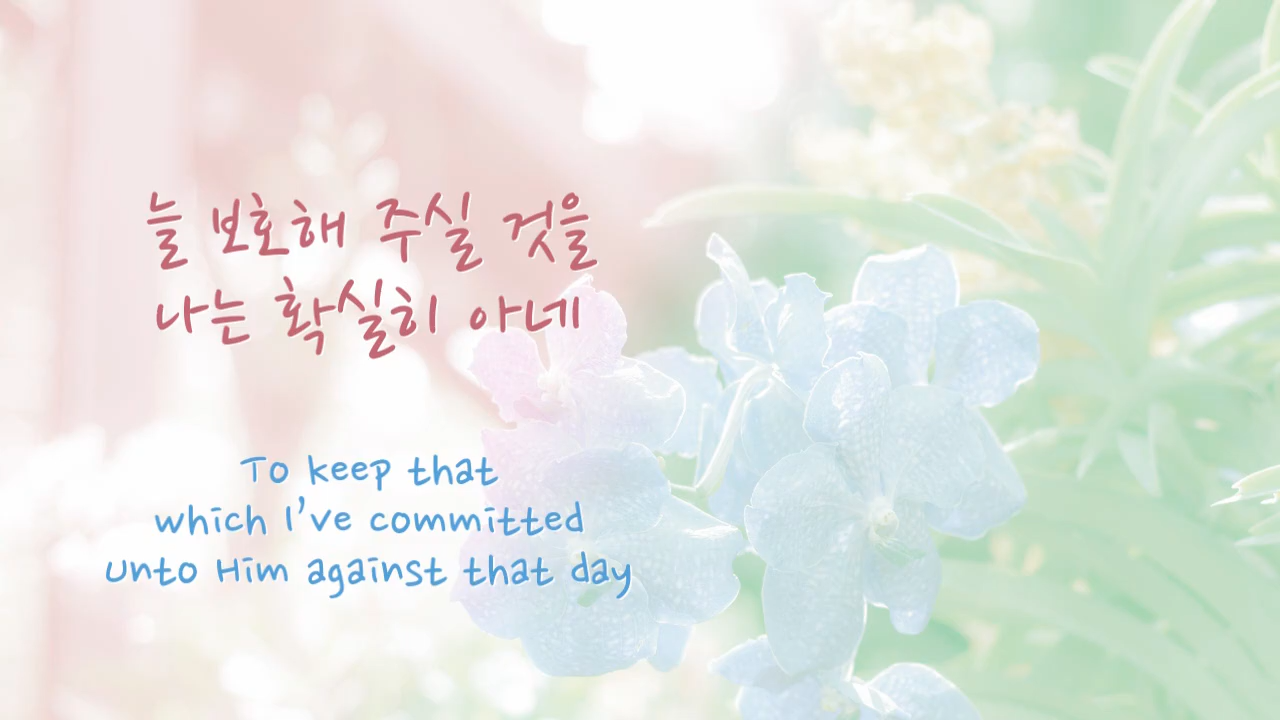 늘 보호해 주실 것을
나는 확실히 아네
To keep that
which I've committed
unto Him against that day